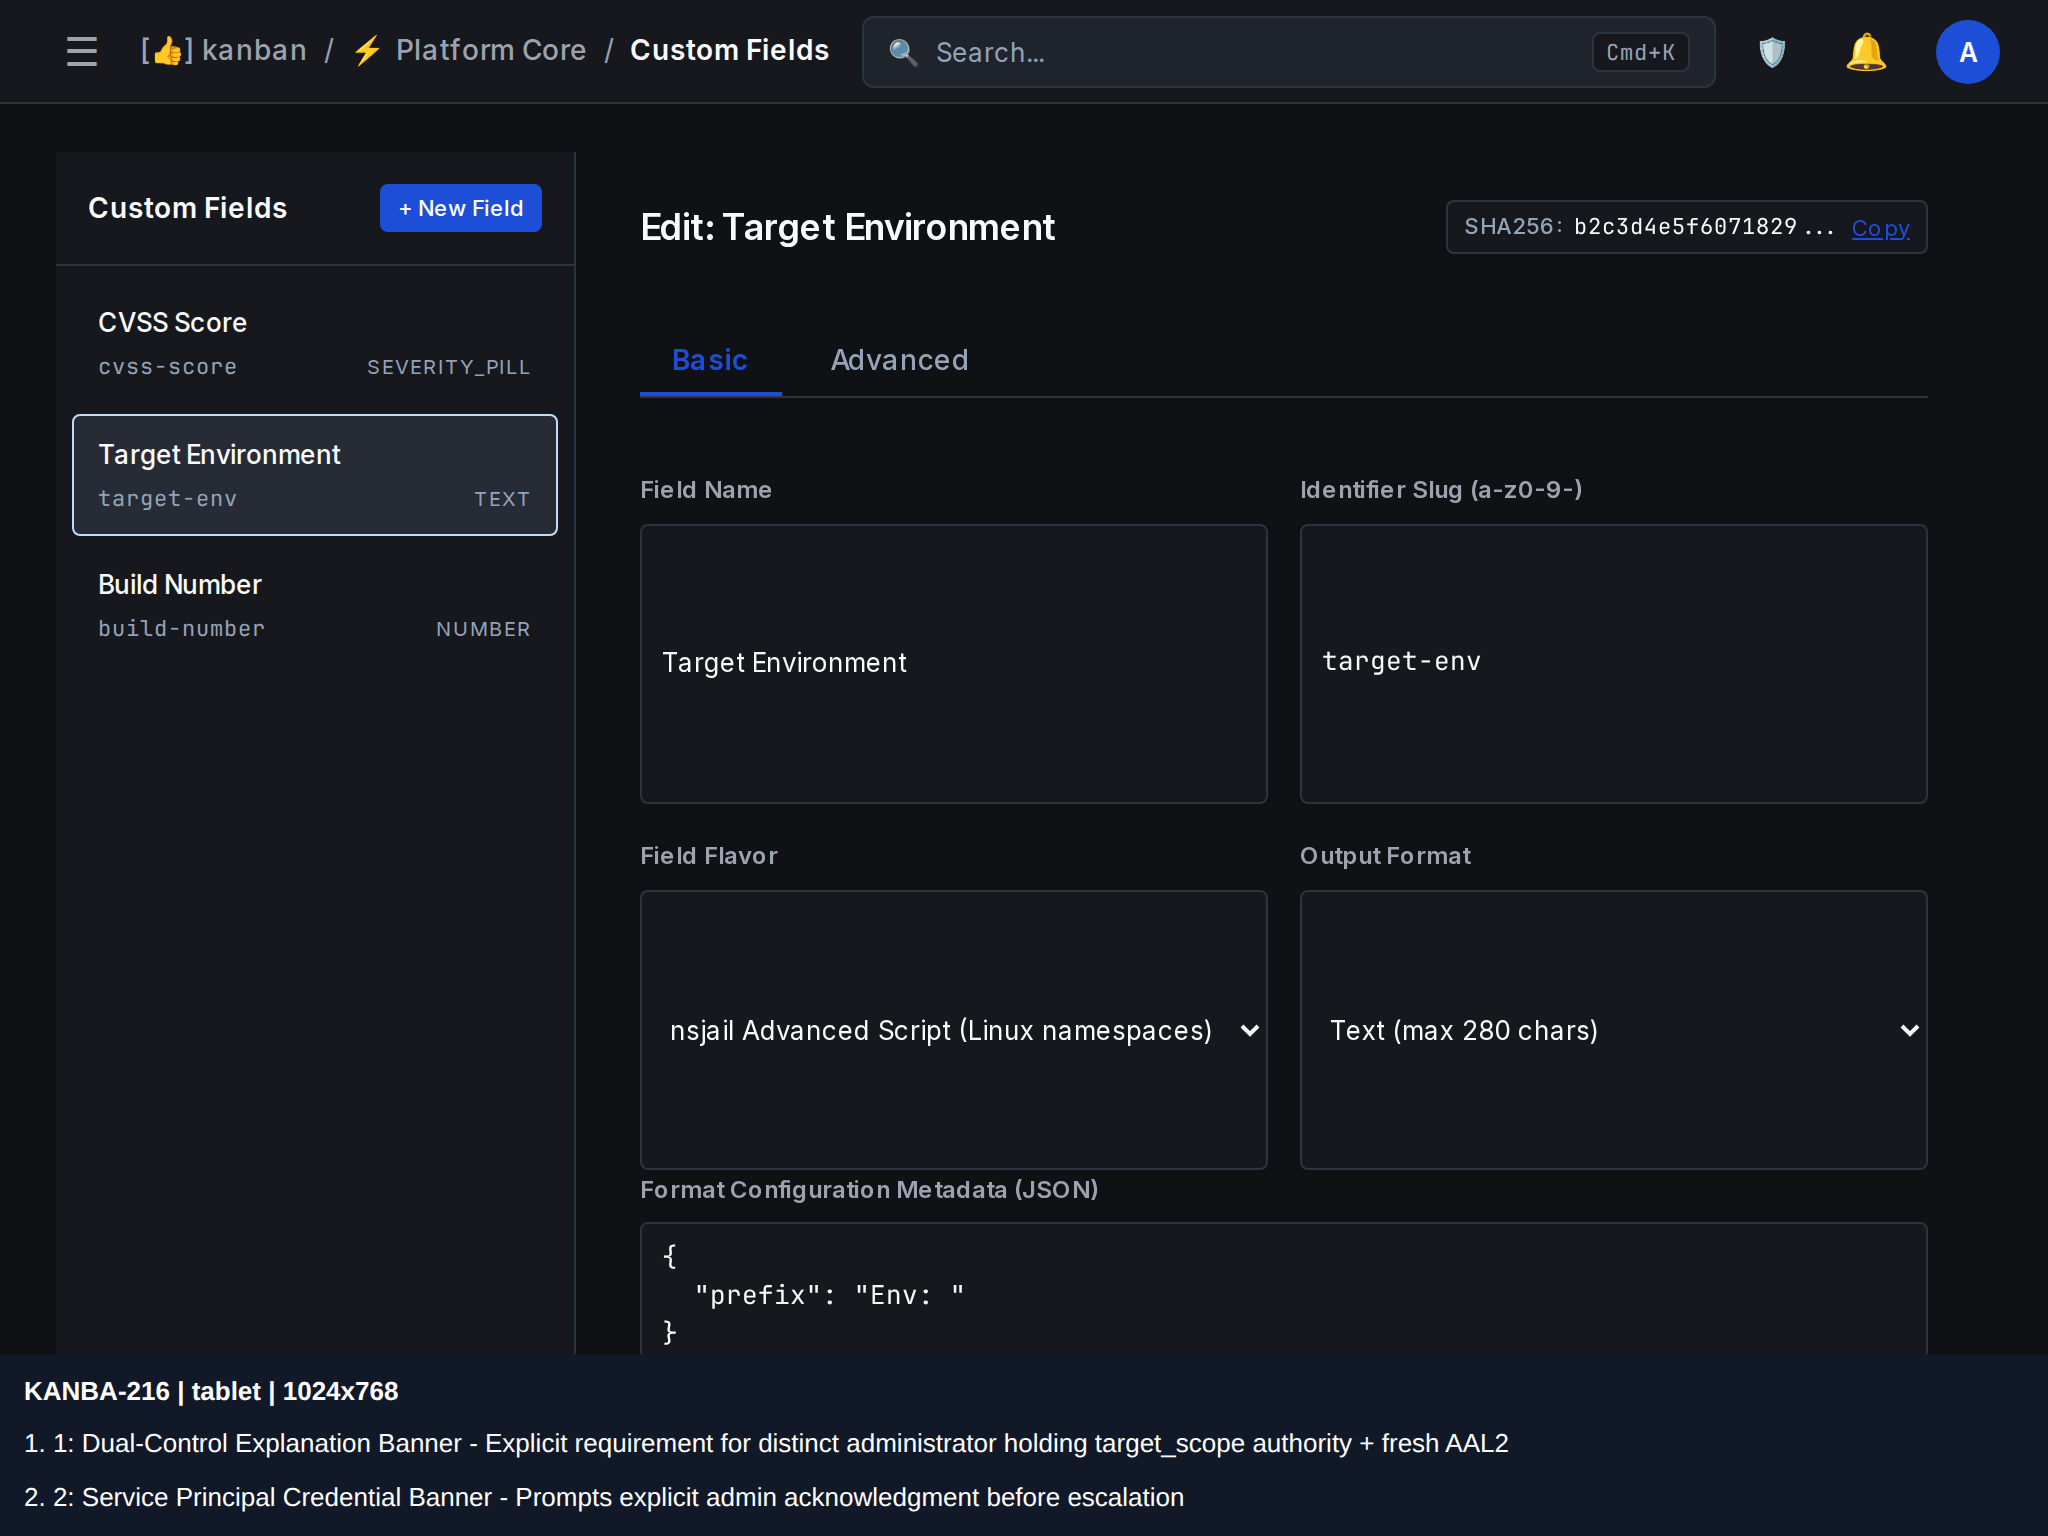 ☰ [👍] kanban / ⚡ Platform Core / Custom Fields
🔍 Search... Cmd+K
A
Custom Fields
+ New Field
CVSS Score
cvss-score SEVERITY_PILL
Target Environment
target-env TEXT
Build Number
build-number NUMBER
Edit: Target Environment
SHA256: b2c3d4e5f6071829... Copy
Basic Advanced
Field Name
Target Environment
Identifier Slug (a-z0-9-)
target-env
Field Flavor
nsjail Advanced Script (Linux namespaces)
Output Format
Text (max 280 chars)
Format Configuration Metadata (JSON)
{
"prefix": "Env: "
}
KANBA-216 | tablet | 1024x768
1. 1: Dual-Control Explanation Banner - Explicit requirement for distinct administrator holding target_scope authority + fresh AAL2
2. 2: Service Principal Credential Banner - Prompts explicit admin acknowledgment before escalation